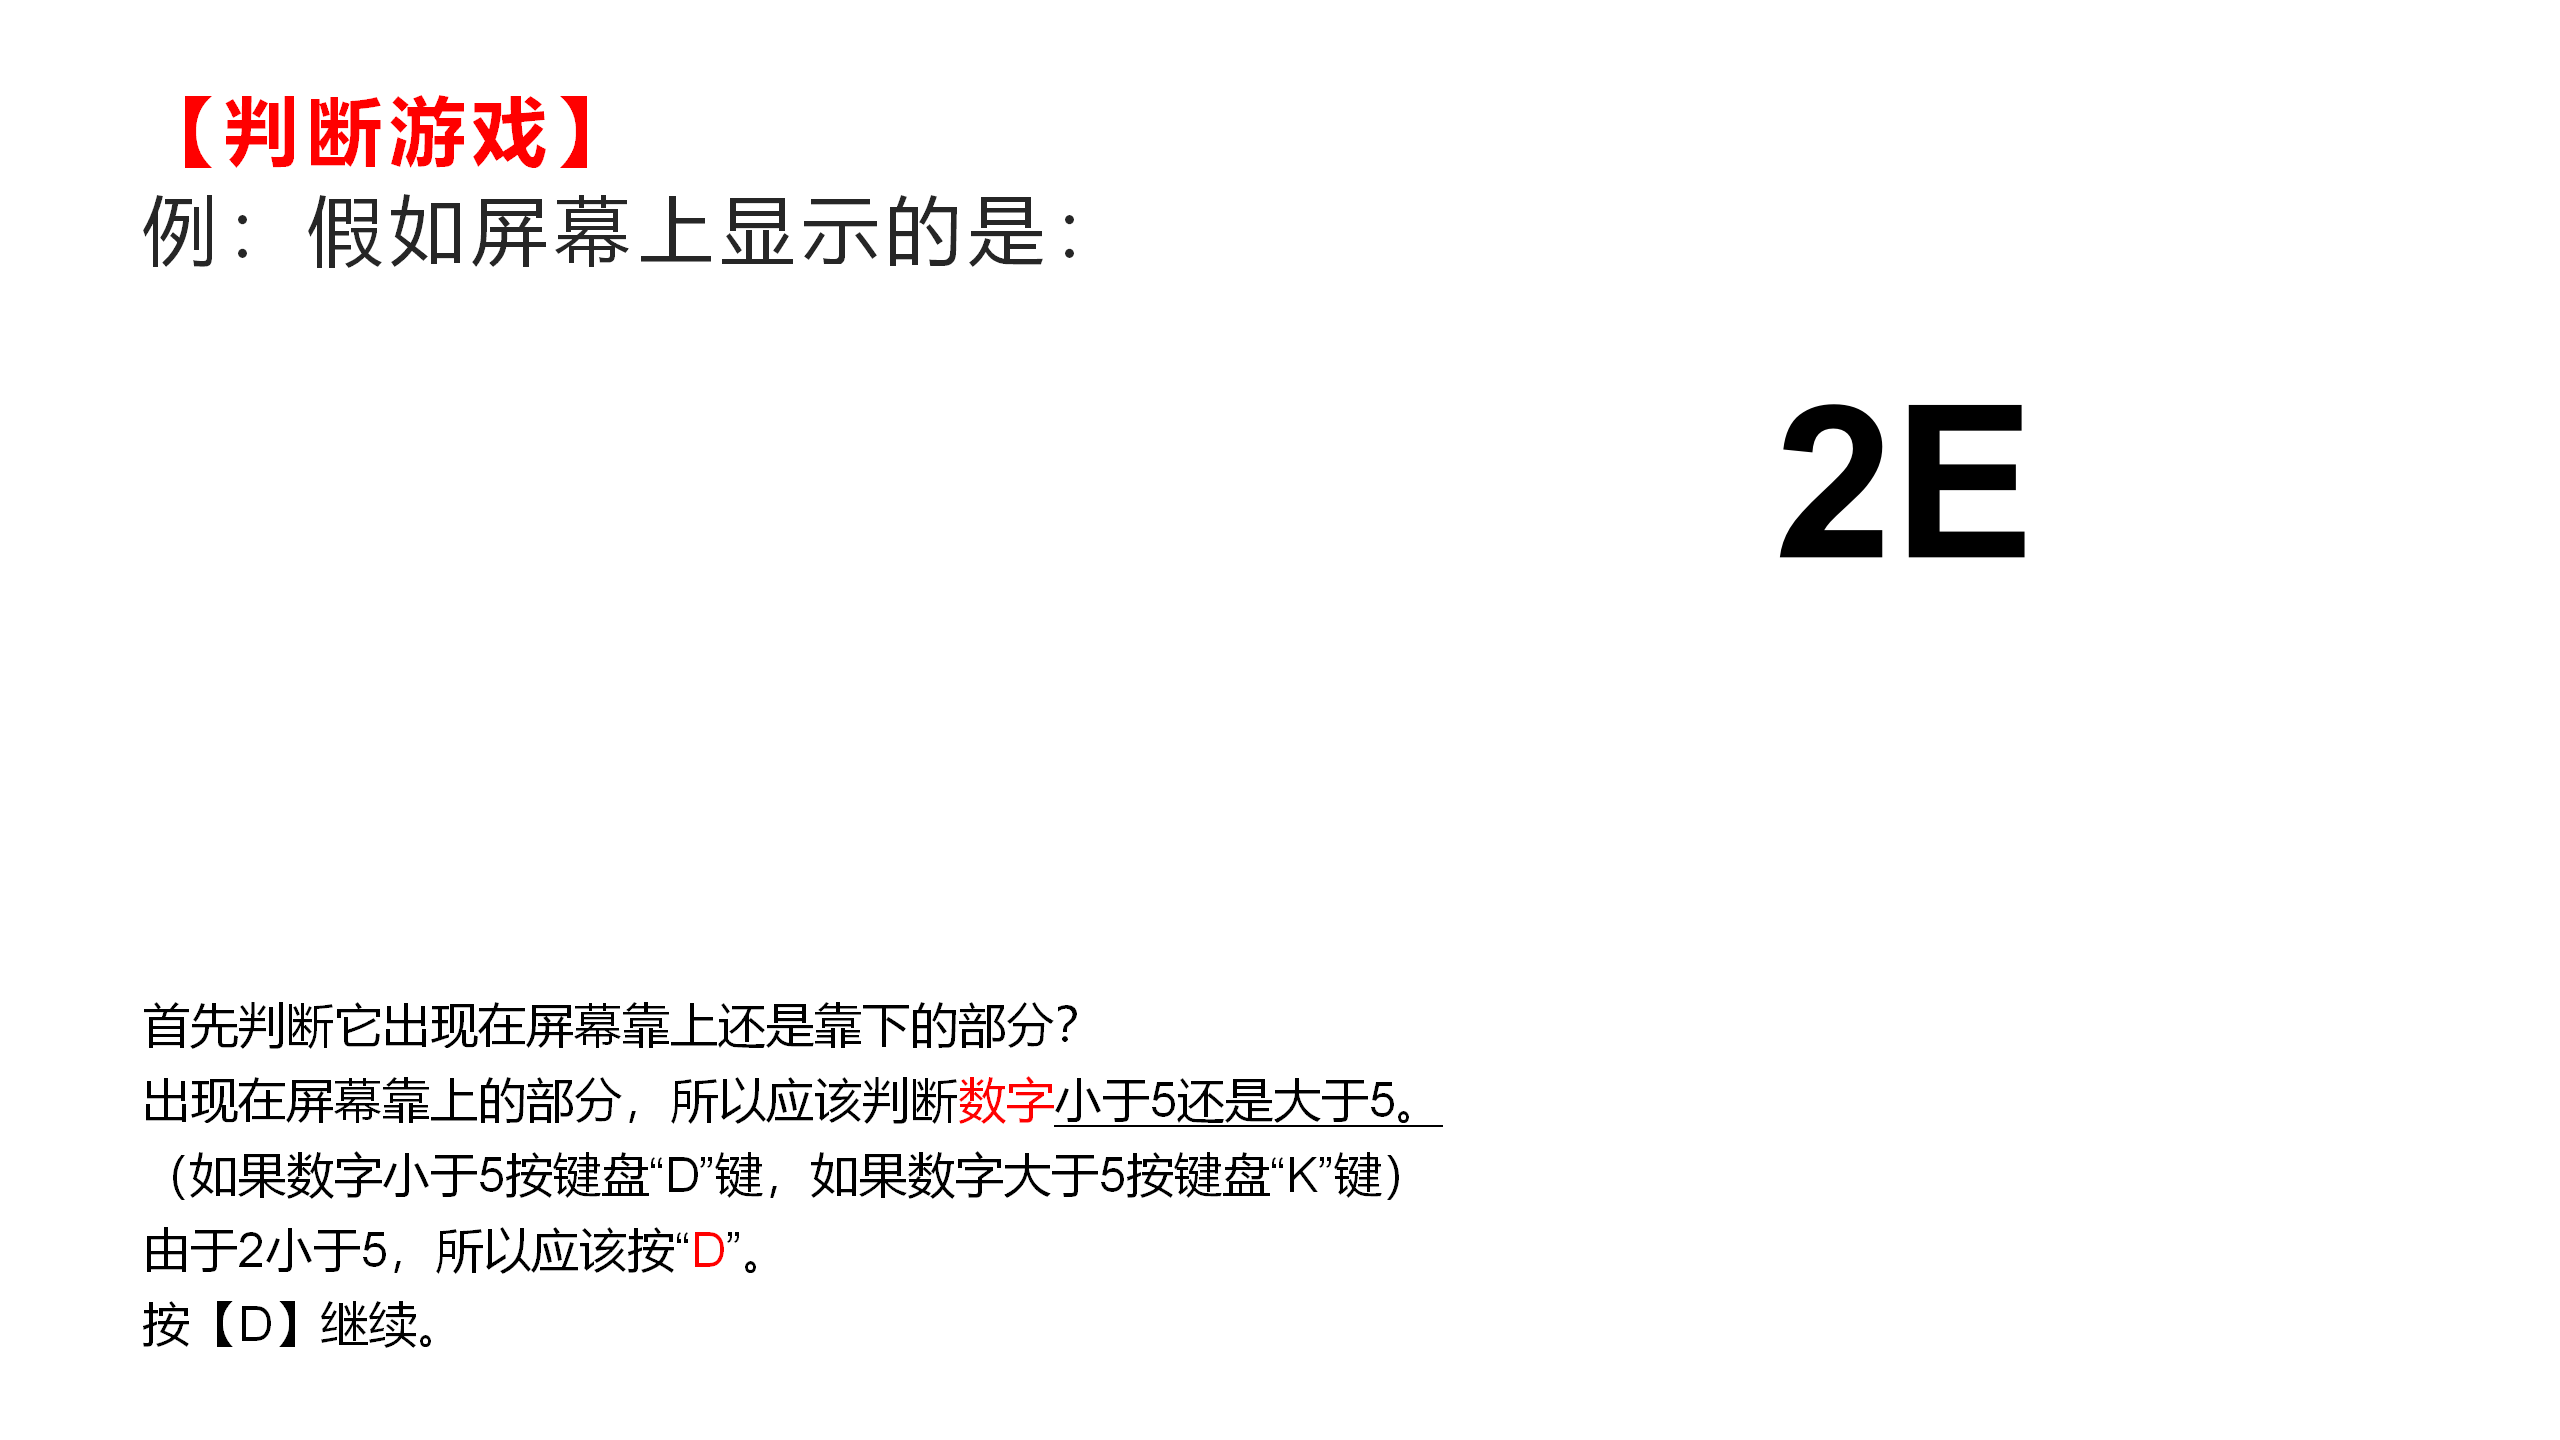 【判断游戏】
例：假如屏幕上显示的是：
2E
首先判断它出现在屏幕靠上还是靠下的部分？
出现在屏幕靠上的部分，所以应该判断数字小于5还是大于5。
（如果数字小于5按键盘“D”键，如果数字大于5按键盘“K”键）
由于2小于5，所以应该按“D”。
按【D】继续。